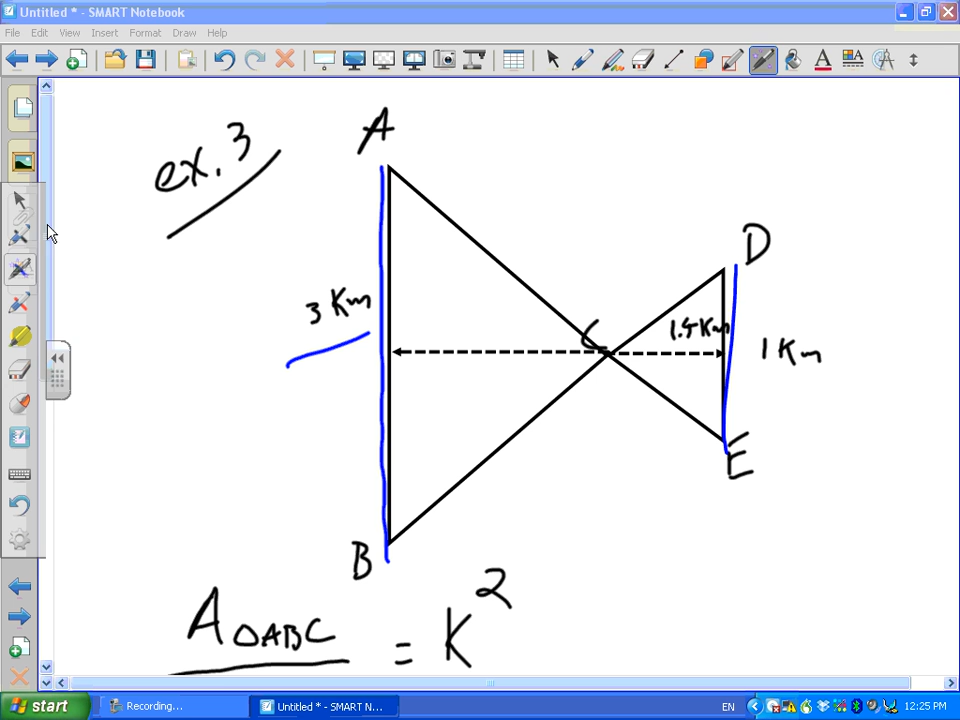 Untitled * - SMART Notebook
File Edit View Insert Format Draw Help
ex. 3
A
D
3 Km
C
1.5 Km
1 Km
E
B
A△ABC = K²
start
Recording...
Untitled * - SMART N...
EN
12:25 PM